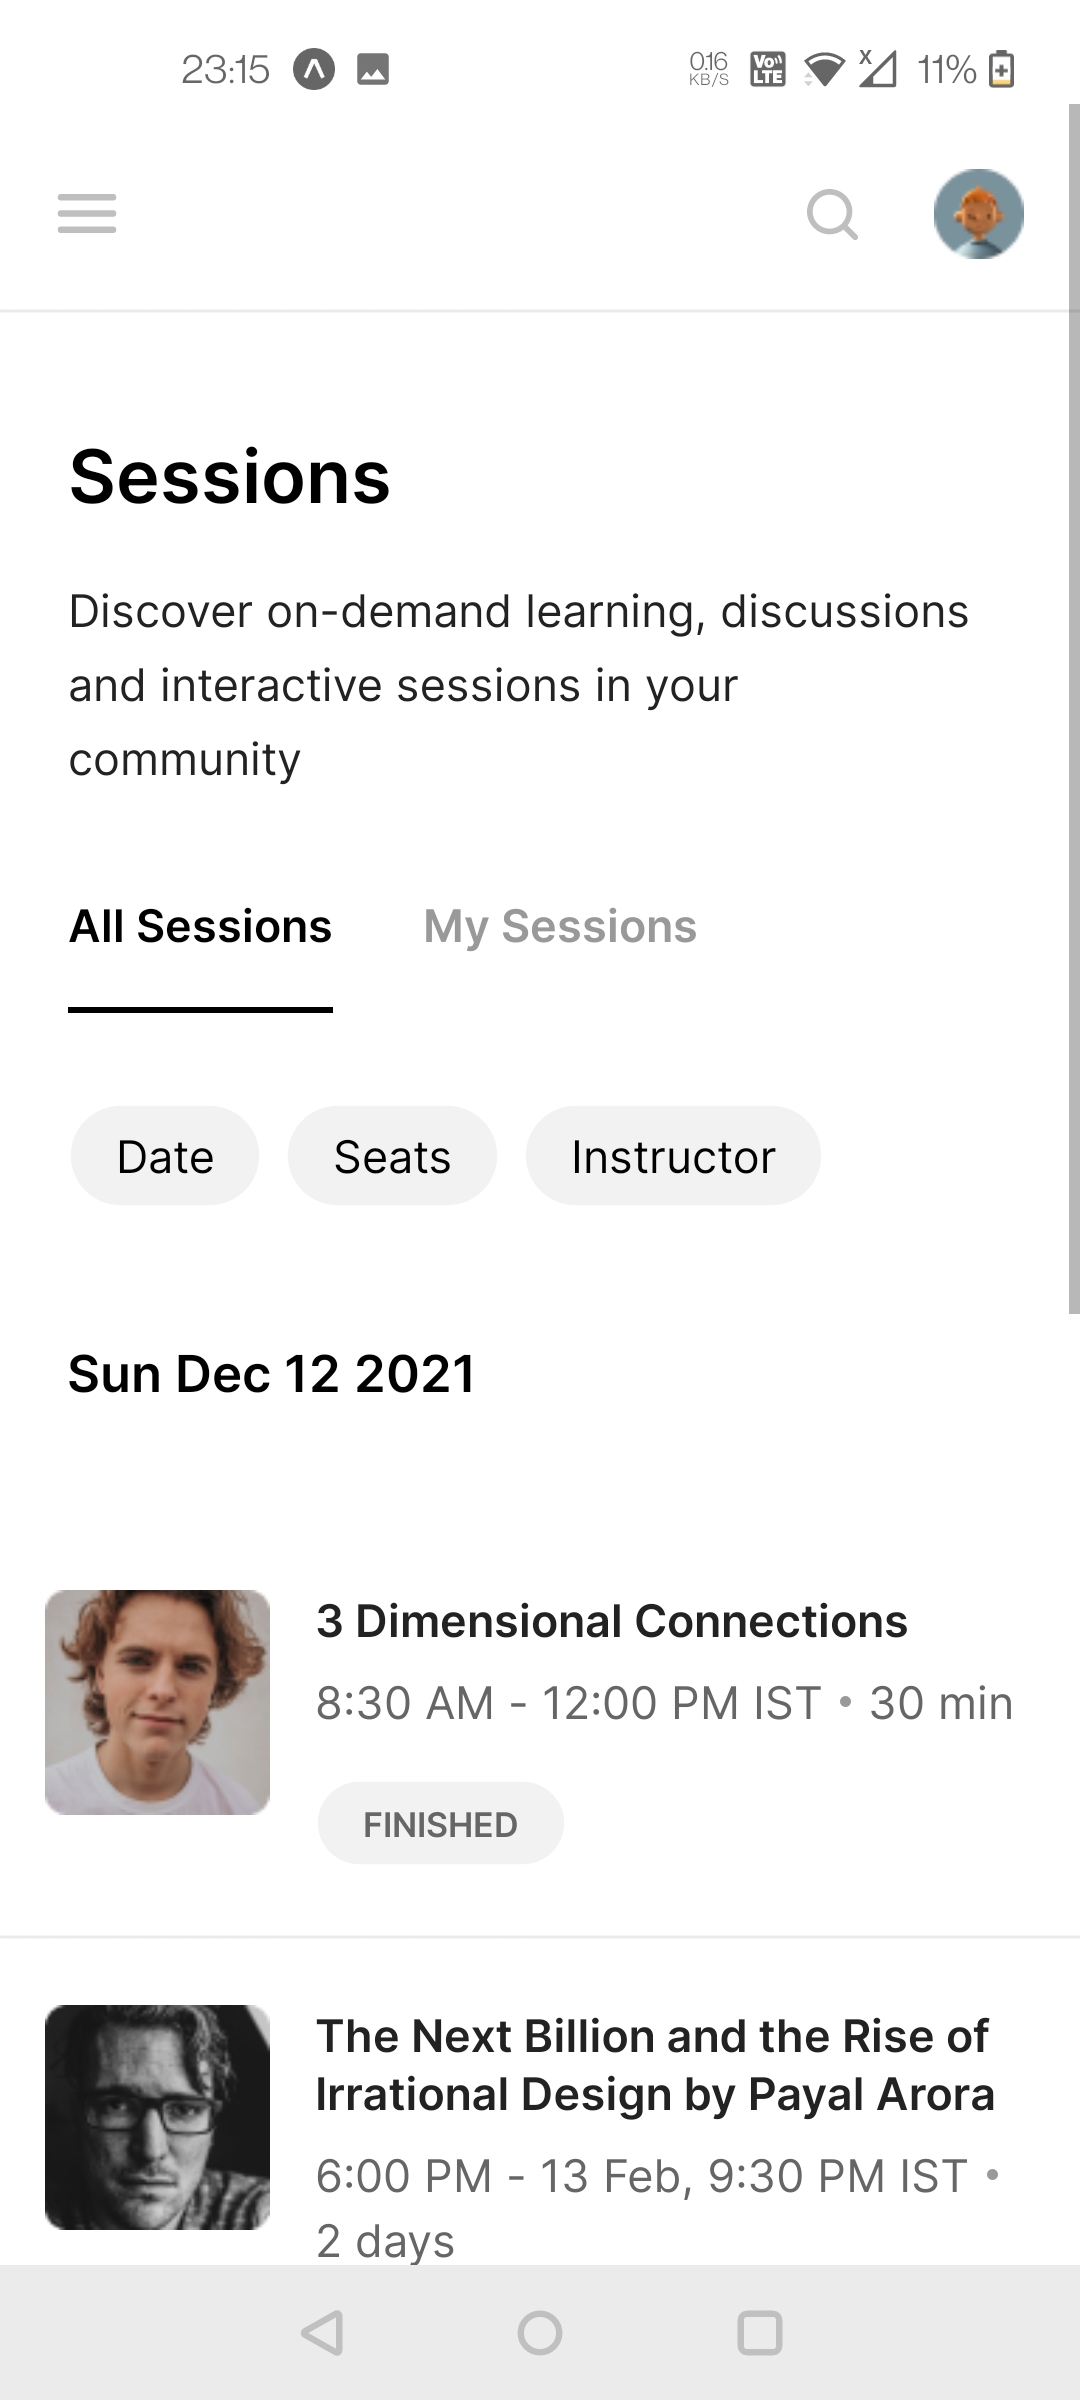 23:15
0.16
KB/S
Vo
LTE
X
11%
Sessions
Discover on-demand learning, discussions
and interactive sessions in your
community
All Sessions
My Sessions
Date
Seats
Instructor
Sun Dec 12 2021
3 Dimensional Connections
8:30 AM - 12:00 PM IST • 30 min
FINISHED
The Next Billion and the Rise of
Irrational Design by Payal Arora
6:00 PM - 13 Feb, 9:30 PM IST •
2 days